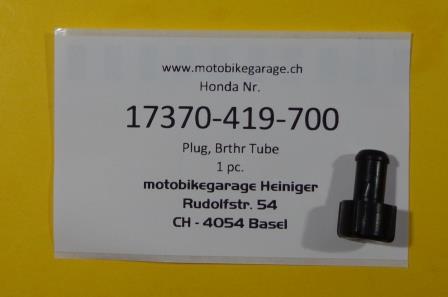 www.motobikegarage.ch
Honda Nr.
17370-419-700
Plug, Brthr Tube
1 pc.
motobikegarage Heiniger
Rudolfstr. 54
CH - 4054 Basel